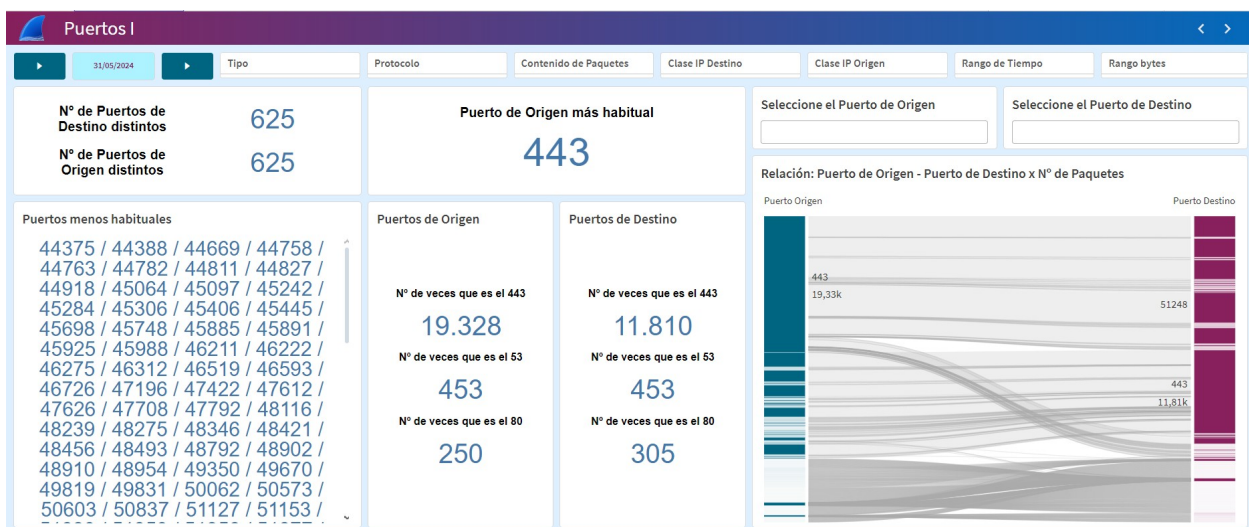 Puertos I
31/05/2024
Tipo
Protocolo
Contenido de Paquetes
Clase IP Destino
Clase IP Origen
Rango de Tiempo
Rango bytes
Nº de Puertos de
Destino distintos
625
Nº de Puertos de
Origen distintos
625
Puerto de Origen más habitual
443
Seleccione el Puerto de Origen
Seleccione el Puerto de Destino
Puertos menos habituales
44375 / 44388 / 44669 / 44758 /
44763 / 44782 / 44811 / 44827 /
44918 / 45064 / 45097 / 45242 /
45284 / 45306 / 45406 / 45445 /
45698 / 45748 / 45885 / 45891 /
45925 / 45988 / 46211 / 46222 /
46275 / 46312 / 46519 / 46593 /
46726 / 47196 / 47422 / 47612 /
47626 / 47708 / 47792 / 48116 /
48239 / 48275 / 48346 / 48421 /
48456 / 48493 / 48792 / 48902 /
48910 / 48954 / 49350 / 49670 /
49819 / 49831 / 50062 / 50573 /
50603 / 50837 / 51127 / 51153 /
Puertos de Origen
Nº de veces que es el 443
19.328
Nº de veces que es el 53
453
Nº de veces que es el 80
250
Puertos de Destino
Nº de veces que es el 443
11.810
Nº de veces que es el 53
453
Nº de veces que es el 80
305
Relación: Puerto de Origen - Puerto de Destino x Nº de Paquetes
Puerto Origen
Puerto Destino
443
19,33k
51248
443
11,81k